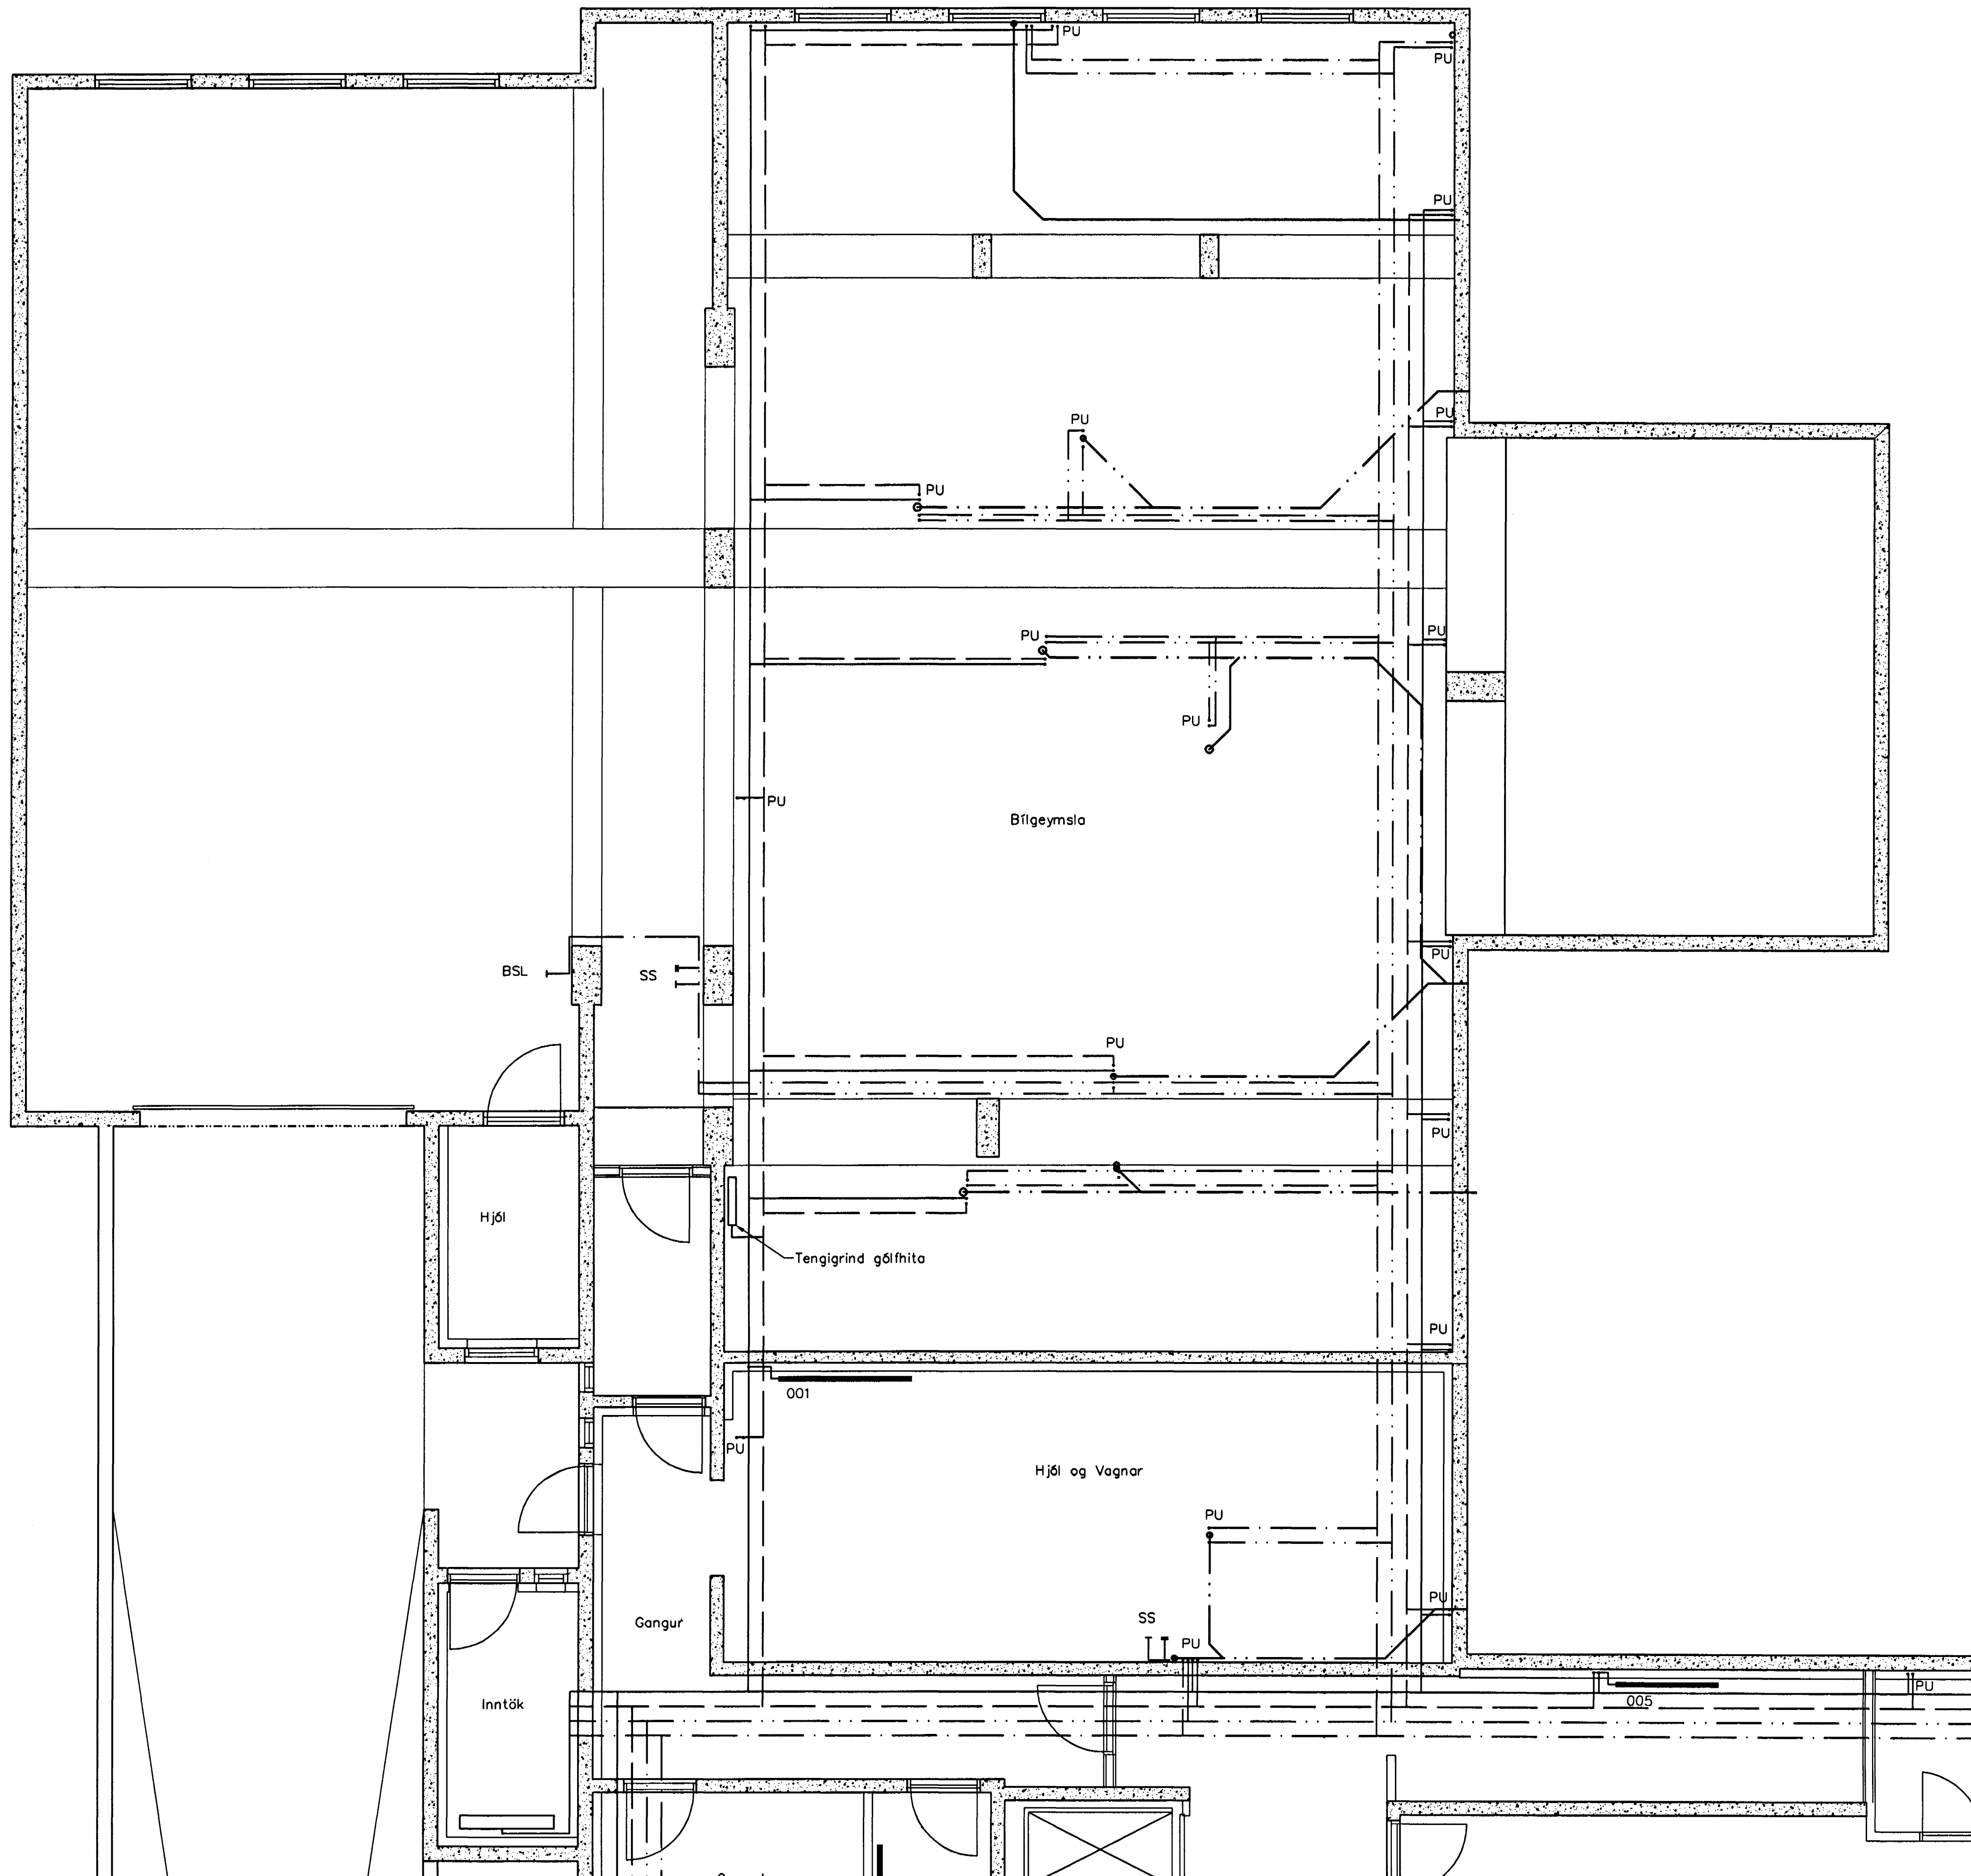 PU
PU
PU
PU
PU
PU
PU
PU
PU
PU
Bílgeymsla
BSL
SS
PU
PU
PU
Hjól
Tengigrind gólfhita
PU
001
PU
Hjól og Vagnar
PU
PU
Gangur
SS
PU
Inntök
PU
005